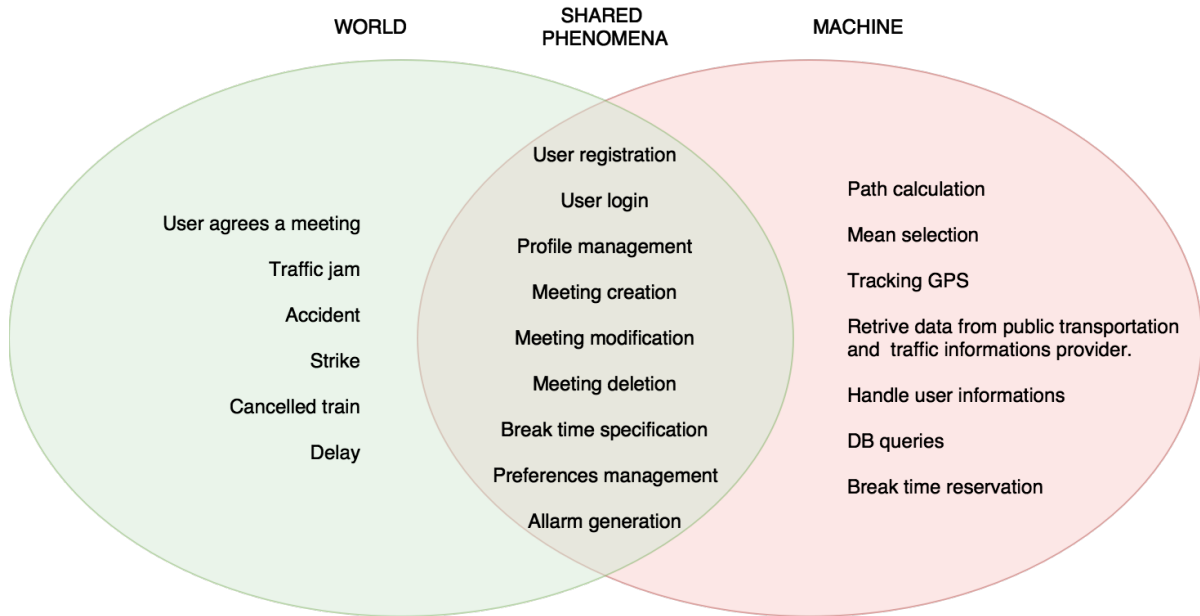 WORLD
SHARED
PHENOMENA
MACHINE
User agrees a meeting
Traffic jam
Accident
Strike
Cancelled train
Delay
User registration
User login
Profile management
Meeting creation
Meeting modification
Meeting deletion
Break time specification
Preferences management
Allarm generation
Path calculation
Mean selection
Tracking GPS
Retrive data from public transportation
and  traffic informations provider.
Handle user informations
DB queries
Break time reservation